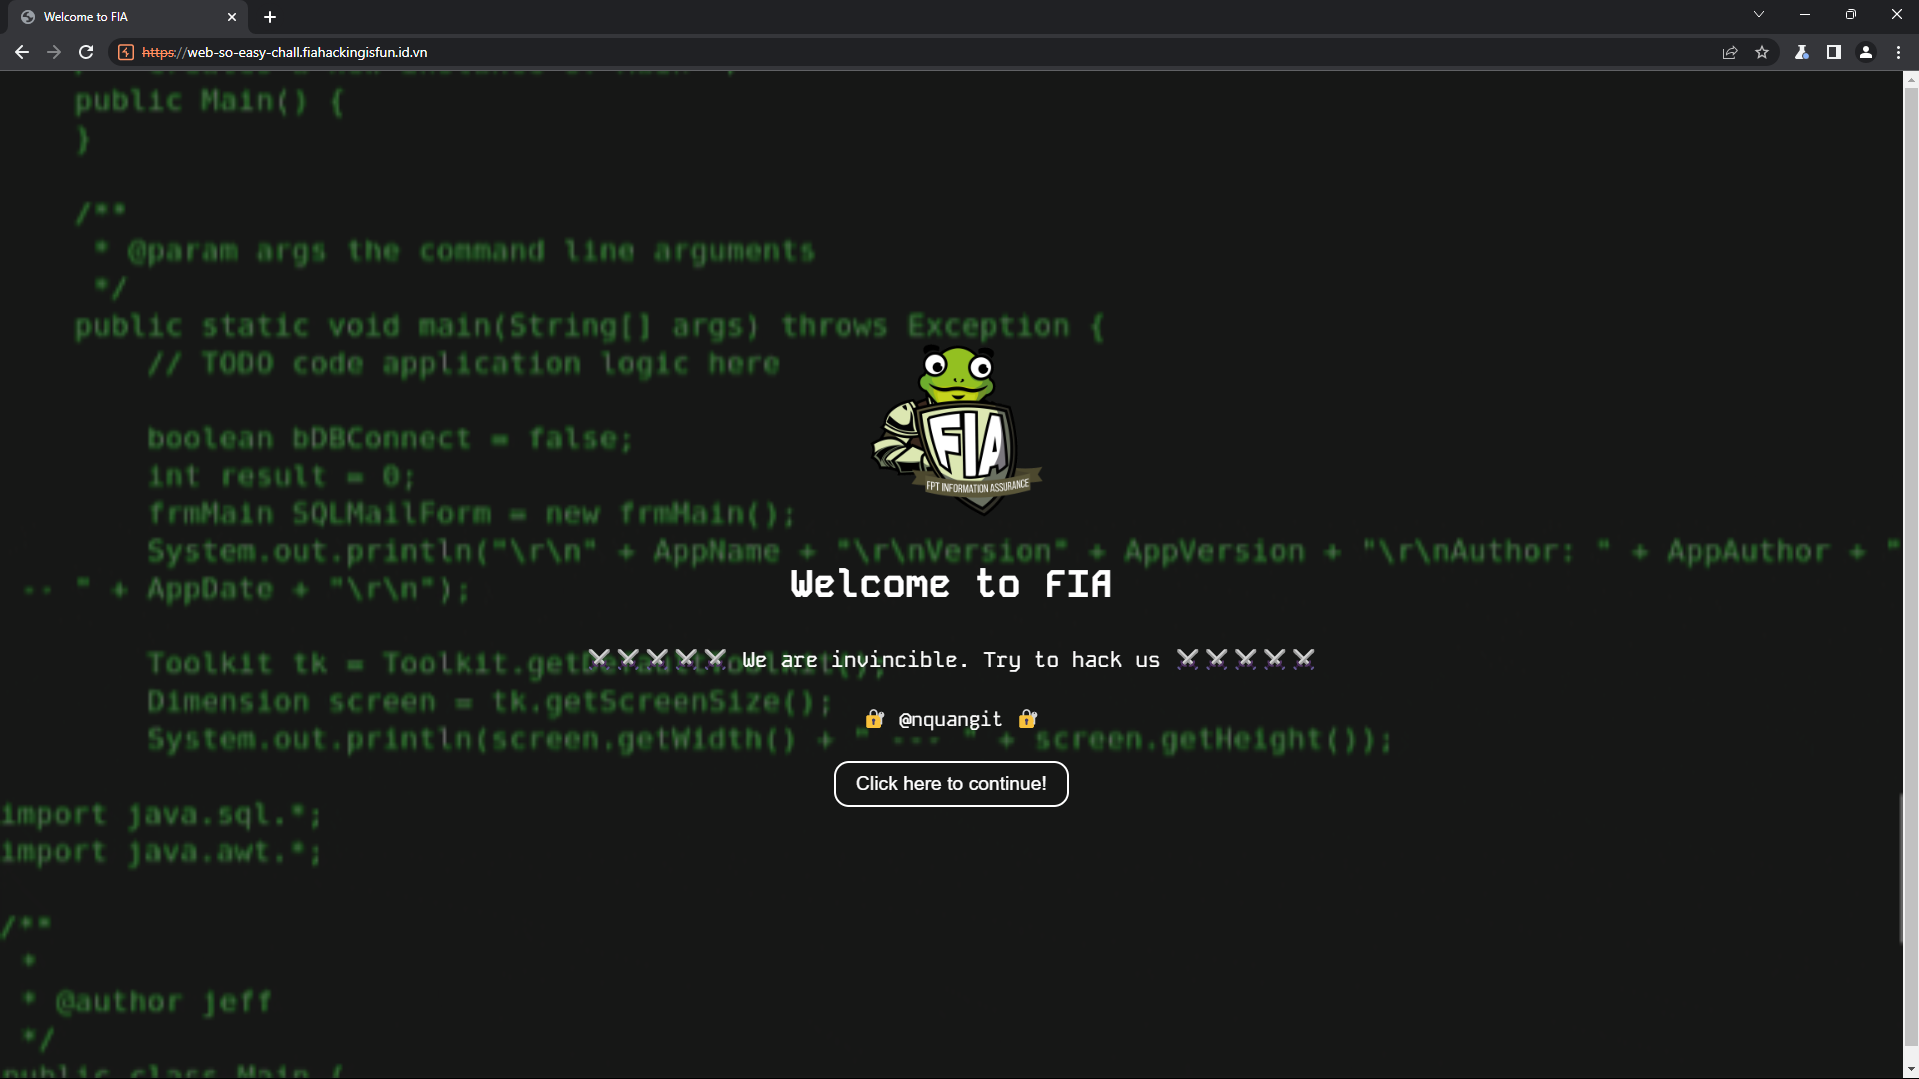 Welcome to FIA
https://web-so-easy-chall.fiahackingisfun.id.vn
public Main() {
}
/**
* @param args the command line arguments
*/
public static void main(String[] args) throws Exception {
// TODO code application logic here
boolean bDBConnect = false;
int result = 0;
frmMain SQLMailForm = new frmMain();
System.out.println("\r\n" + AppName + "\r\nVersion" + AppVersion + "\r\nAuthor: " + AppAuthor + "
-- " + AppDate + "\r\n");
Toolkit tk = Toolkit.getDefaultToolkit();
Dimension screen = tk.getScreenSize();
System.out.println(screen.getWidth() + " --- " + screen.getHeight());
import java.sql.*;
import java.awt.*;
/**
*
* @author jeff
*/
public class Main {
FIA
FPT INFORMATION ASSURANCE
Welcome to FIA
⚔⚔⚔⚔⚔ We are invincible. Try to hack us ⚔⚔⚔⚔⚔
🔐 @nquangit 🔐
Click here to continue!